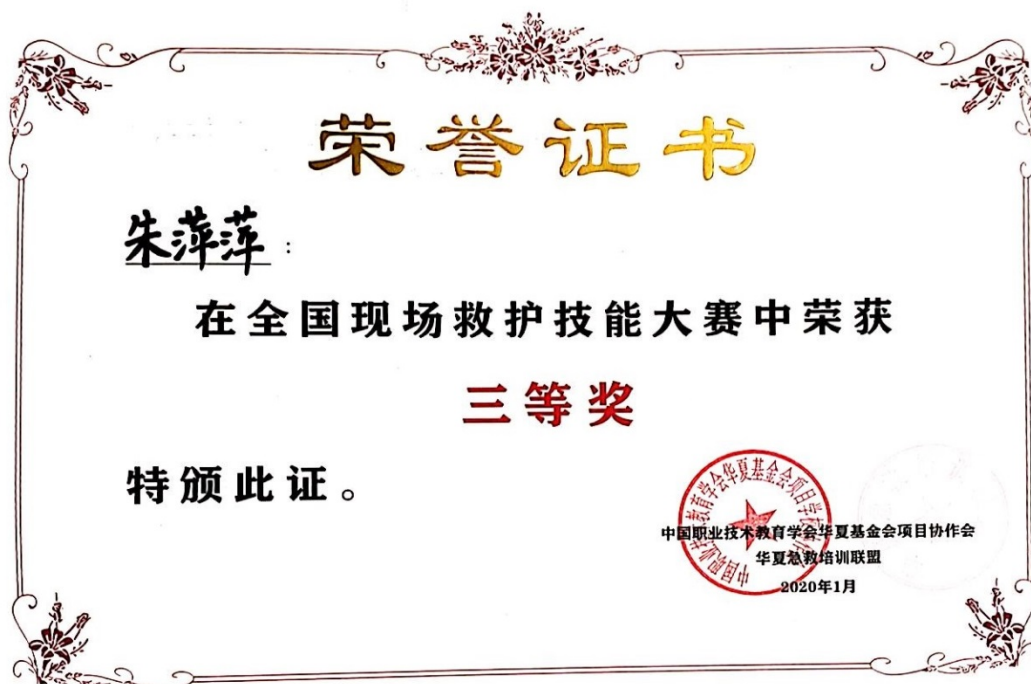 荣誉证书
朱萍萍：
在全国现场救护技能大赛中荣获
三等奖
特颁此证。
中国职业技术教育学会华夏基金会项目协作会
华夏急救培训联盟
2020年1月